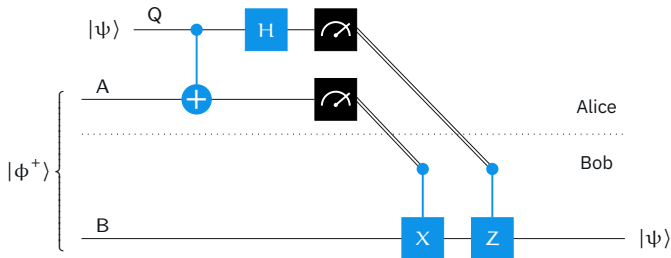 Q
|ψ⟩ H
A
Alice
Bob
|ϕ⁺⟩
B
X Z |ψ⟩